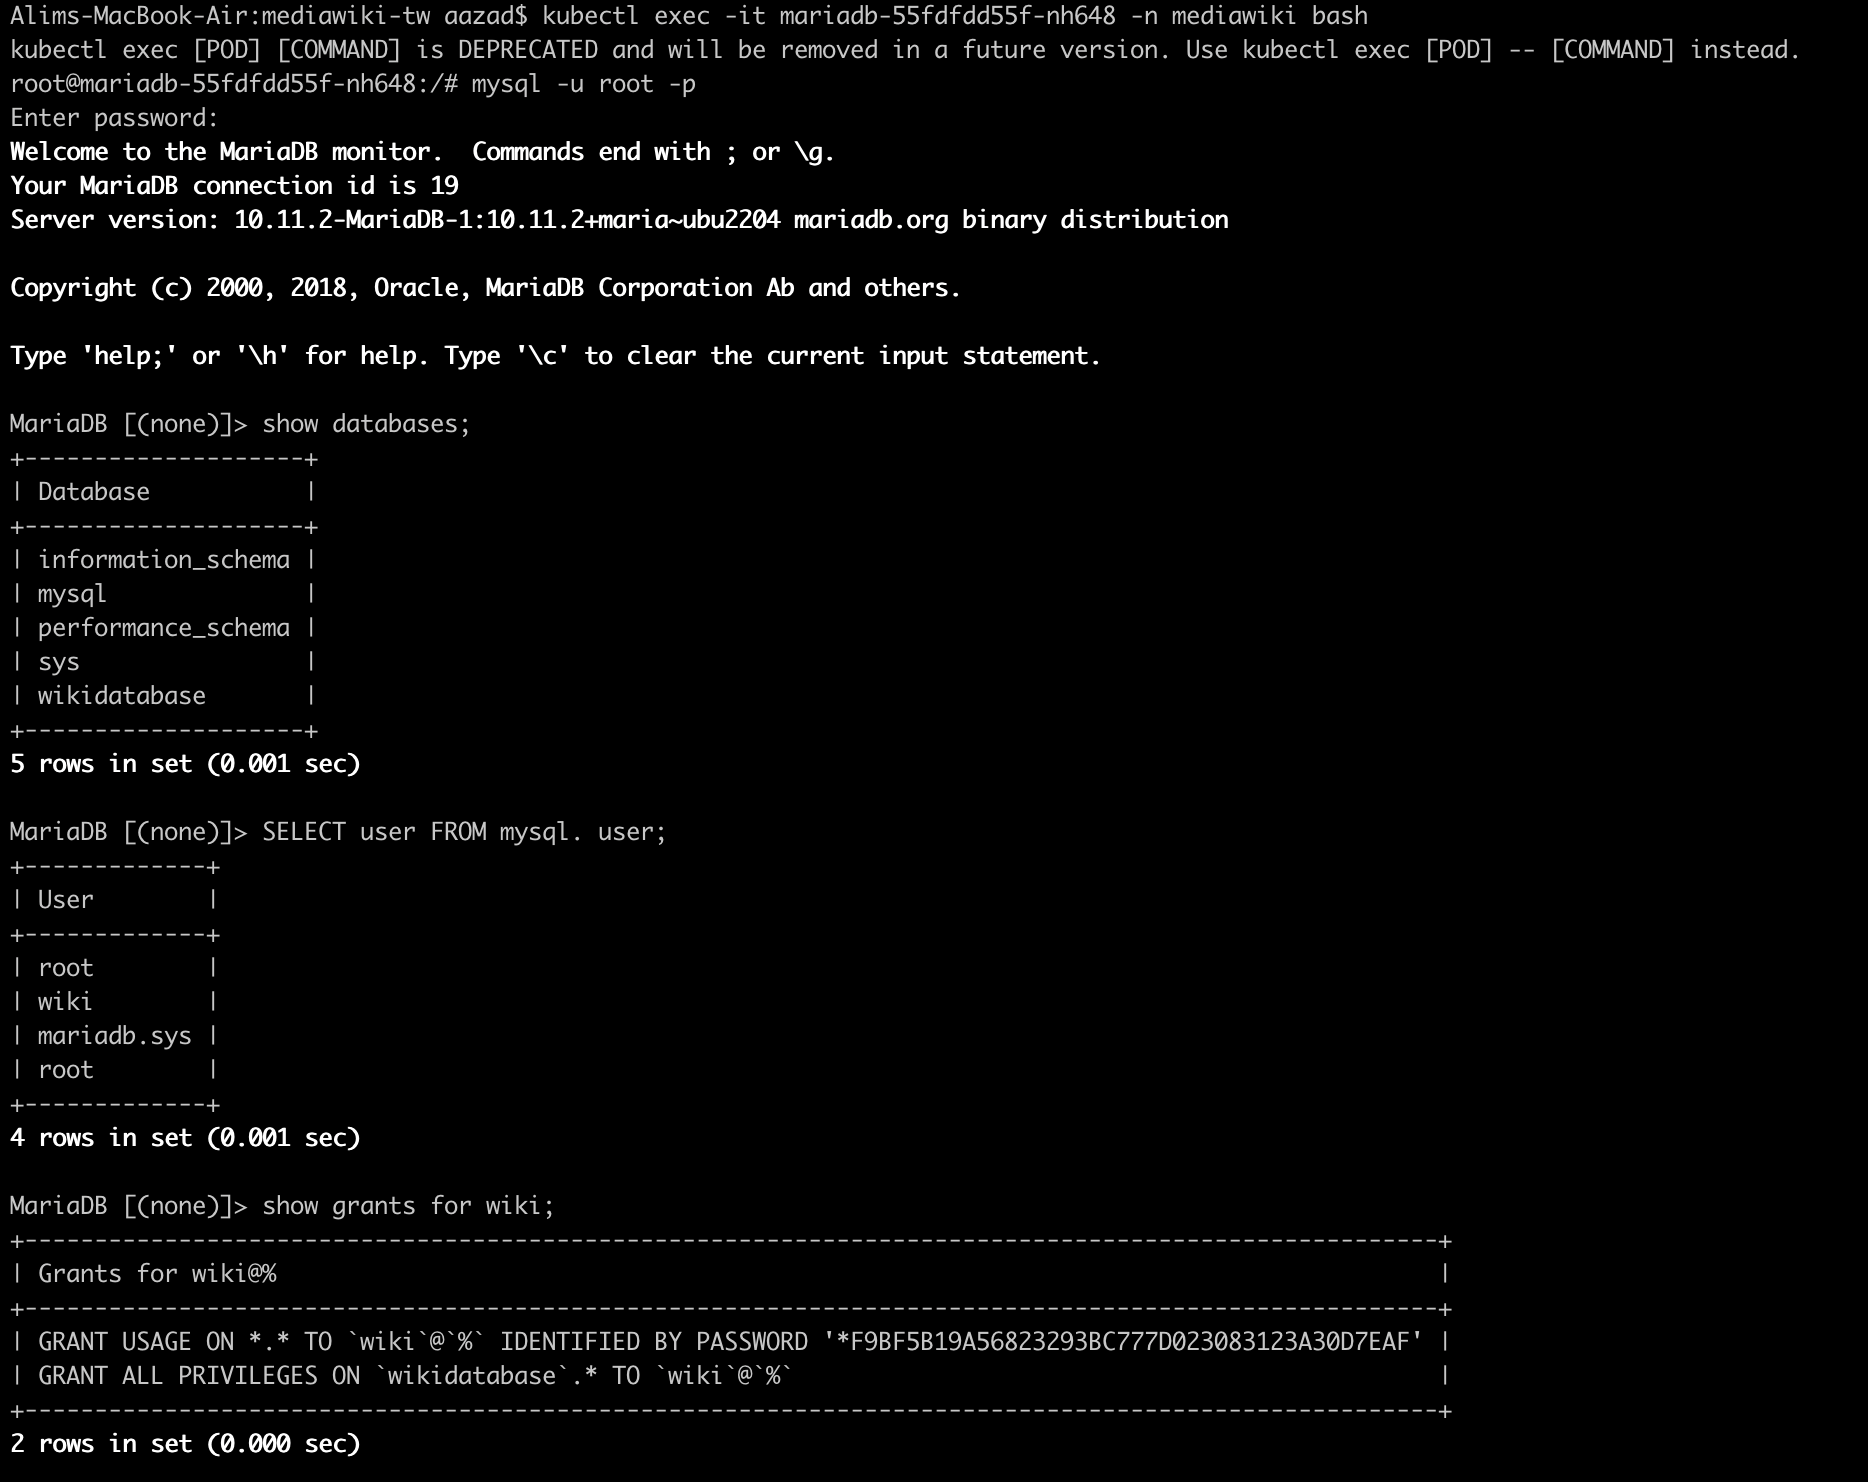 Alims-MacBook-Air:mediawiki-tw aazad$ kubectl exec -it mariadb-55fdfdd55f-nh648 -n mediawiki bash
kubectl exec [POD] [COMMAND] is DEPRECATED and will be removed in a future version. Use kubectl exec [POD] -- [COMMAND] instead.
root@mariadb-55fdfdd55f-nh648:/# mysql -u root -p
Enter password:
Welcome to the MariaDB monitor.  Commands end with ; or \g.
Your MariaDB connection id is 19
Server version: 10.11.2-MariaDB-1:10.11.2+maria~ubu2204 mariadb.org binary distribution

Copyright (c) 2000, 2018, Oracle, MariaDB Corporation Ab and others.

Type 'help;' or '\h' for help. Type '\c' to clear the current input statement.

MariaDB [(none)]> show databases;
+--------------------+
| Database           |
+--------------------+
| information_schema |
| mysql              |
| performance_schema |
| sys                |
| wikidatabase       |
+--------------------+
5 rows in set (0.001 sec)

MariaDB [(none)]> SELECT user FROM mysql. user;
+-------------+
| User        |
+-------------+
| root        |
| wiki        |
| mariadb.sys |
| root        |
+-------------+
4 rows in set (0.001 sec)

MariaDB [(none)]> show grants for wiki;
+-----------------------------------------------------------------------------------------------------+
| Grants for wiki@%                                                                                   |
+-----------------------------------------------------------------------------------------------------+
| GRANT USAGE ON *.* TO `wiki`@`%` IDENTIFIED BY PASSWORD '*F9BF5B19A56823293BC777D023083123A30D7EAF' |
| GRANT ALL PRIVILEGES ON `wikidatabase`.* TO `wiki`@`%`                                              |
+-----------------------------------------------------------------------------------------------------+
2 rows in set (0.000 sec)